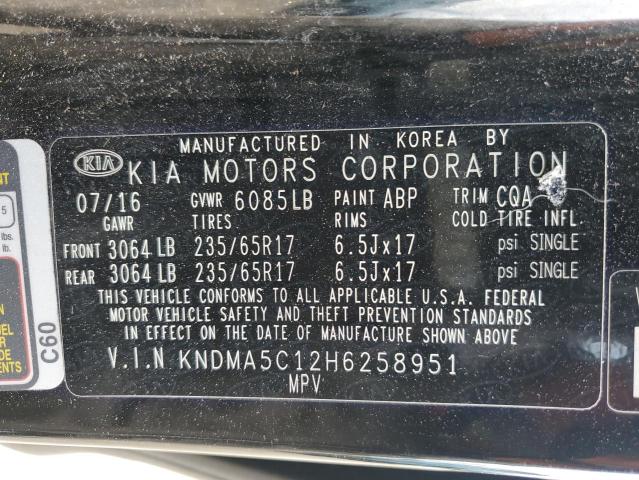 MANUFACTURED IN KOREA BY
KIA KIA MOTORS CORPORATION
07/16 GVWR 6085LB PAINT ABP TRIM CQA
GAWR TIRES RIMS COLD TIRE INFL.
FRONT 3064 LB 235/65R17 6.5Jx17 psi SINGLE
REAR 3064 LB 235/65R17 6.5Jx17 psi SINGLE
THIS VEHICLE CONFORMS TO ALL APPLICABLE U.S.A. FEDERAL
MOTOR VEHICLE SAFETY AND THEFT PREVENTION STANDARDS
IN EFFECT ON THE DATE OF MANUFACTURE SHOWN ABOVE
V.I.N KNDMA5C12H6258951
MPV
C60
5
lbs.